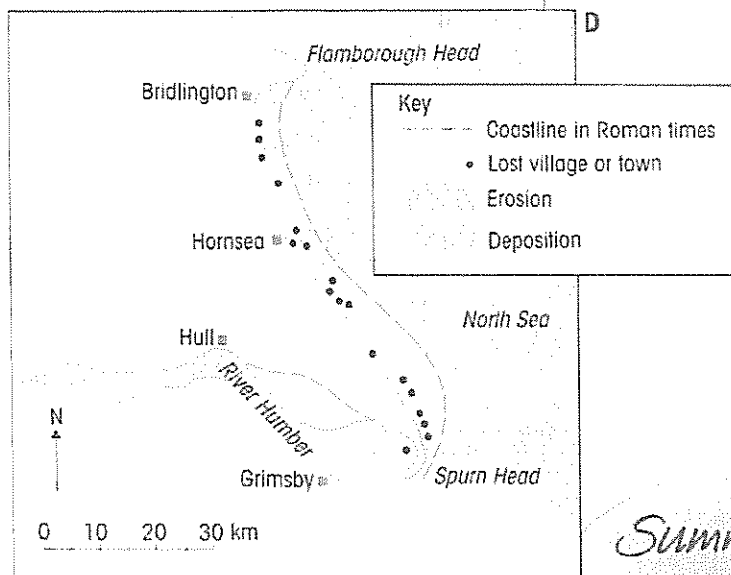 D
Flamborough Head
Bridlington
Key
Coastline in Roman times
Lost village or town
Erosion
Deposition
Hornsea
North Sea
Hull
River Humber
N
Grimsby
Spurn Head
0 10 20 30 km